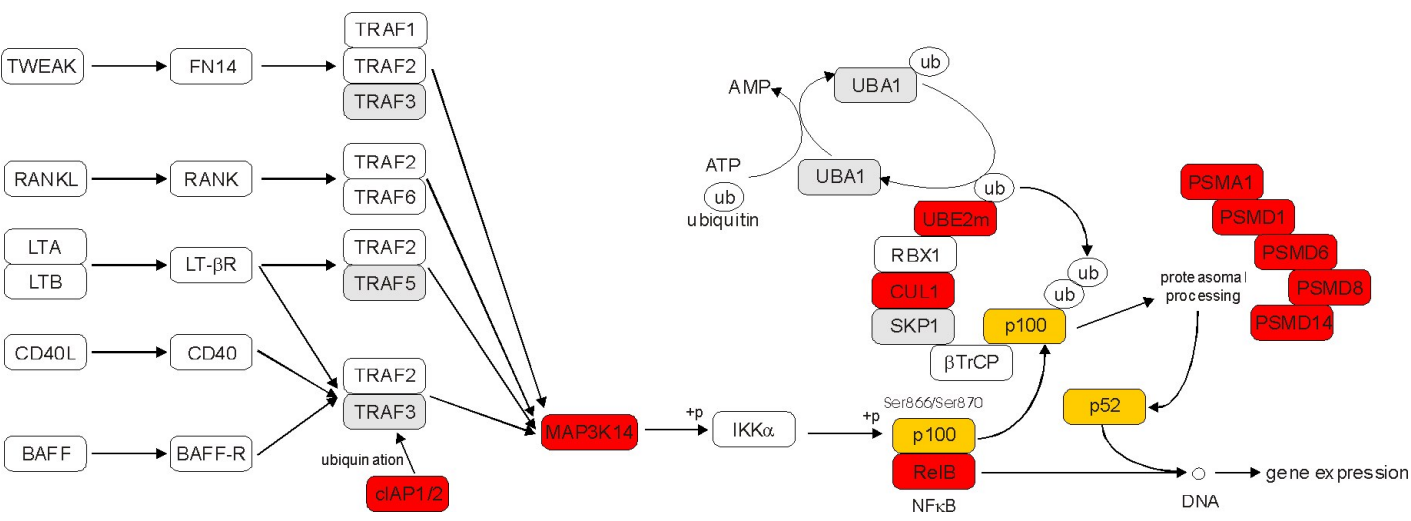 TWEAK
FN14
TRAF1
TRAF2
TRAF3
RANKL
RANK
TRAF2
TRAF6
LTA
LTB
LT-βR
TRAF2
TRAF5
CD40L
CD40
TRAF2
TRAF3
BAFF
BAFF-R
ubiquination
cIAP1/2
MAP3K14
+p
IKKα
+p
Ser866/Ser870
p100
RelB
NFκB
AMP
UBA1
ub
ATP
ub
ubiquitin
UBA1
ub
UBE2m
RBX1
CUL1
SKP1
βTrCP
p100
ub
ub
proteasomal
processing
PSMA1
PSMD1
PSMD6
PSMD8
PSMD14
p52
DNA
gene expression